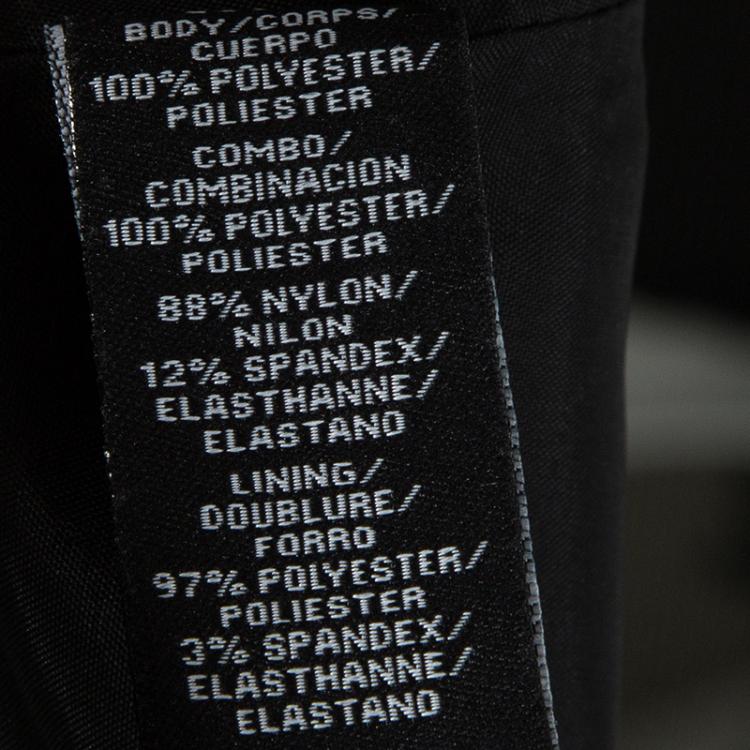 BODY/CORPS/
CUERPO
100% POLYESTER/
POLIESTER
COMBO/
COMBINACION
100% POLYESTER/
POLIESTER
88% NYLON/
NILON
12% SPANDEX/
ELASTHANNE/
ELASTANO
LINING/
DOUBLURE/
FORRO
97% POLYESTER/
POLIESTER
3% SPANDEX/
ELASTHANNE/
ELASTANO